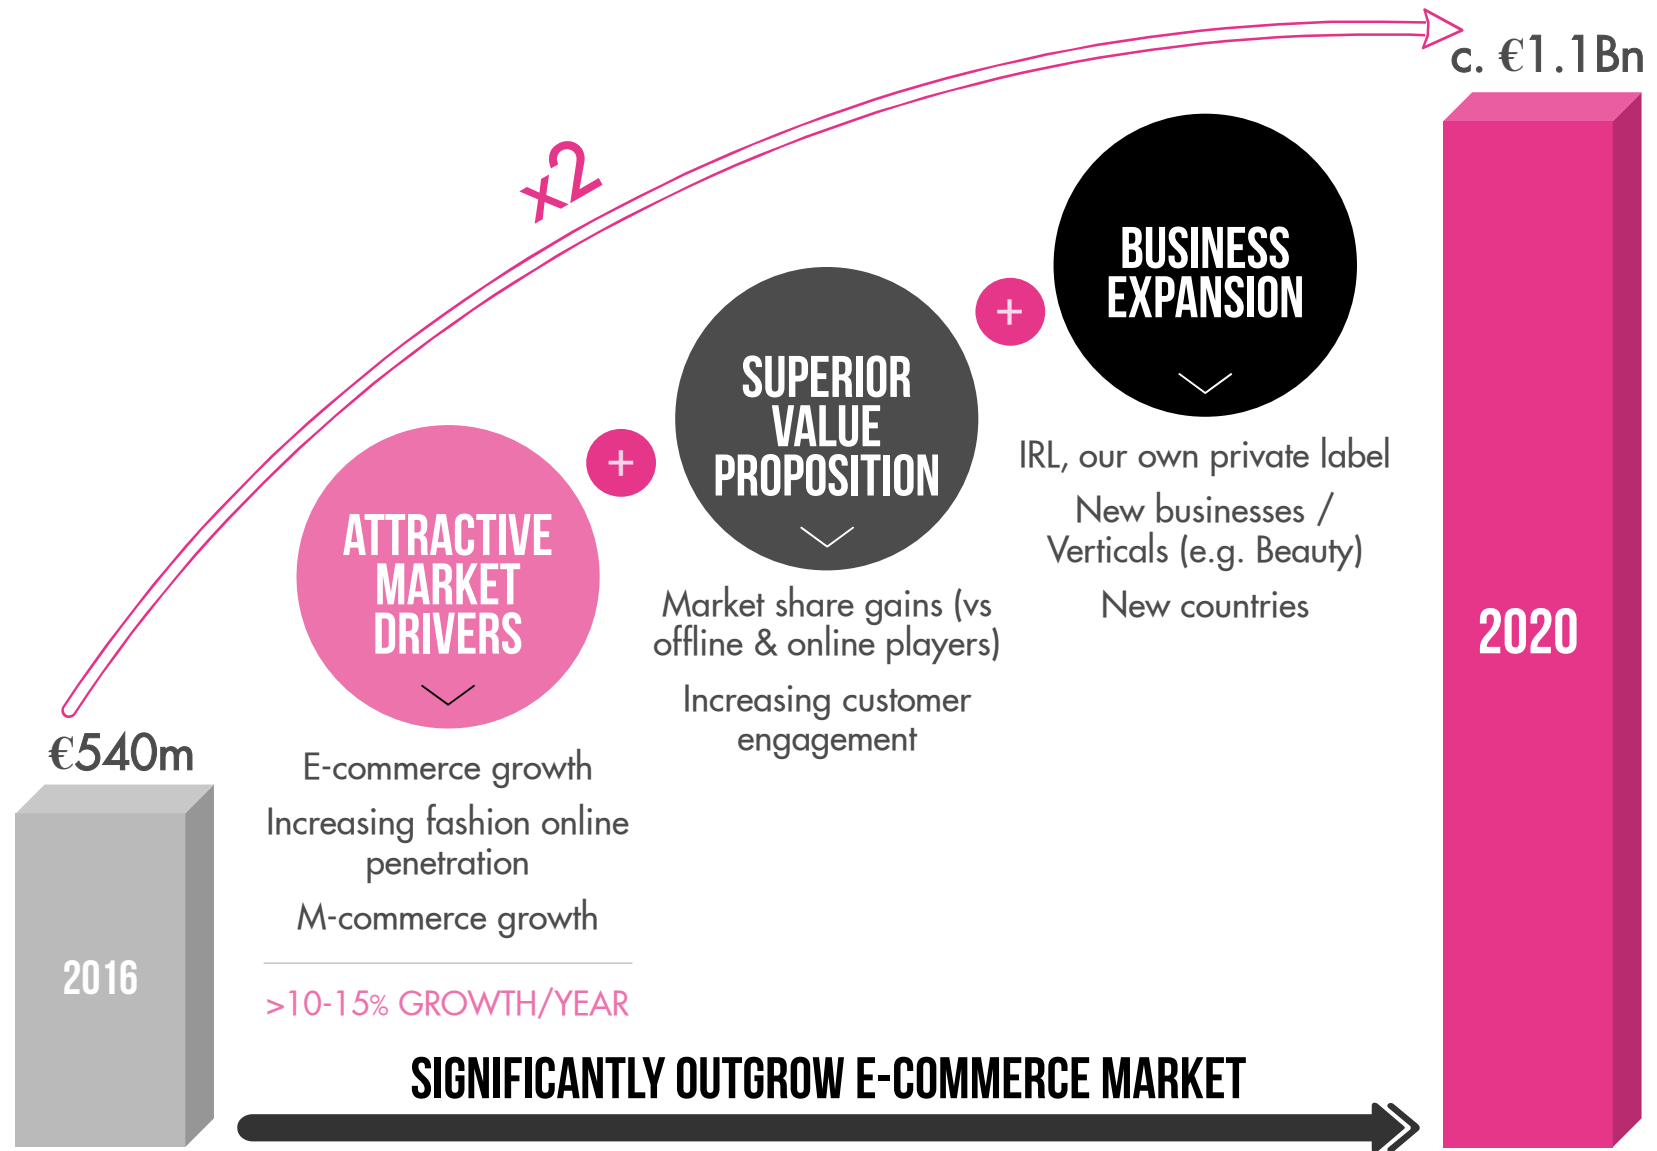 c. €1.1Bn
x2
BUSINESS
EXPANSION
+
SUPERIOR
VALUE
PROPOSITION
+
ATTRACTIVE
MARKET
DRIVERS
IRL, our own private label
New businesses /
Verticals (e.g. Beauty)
New countries
Market share gains (vs
offline & online players)
Increasing customer
engagement
2020
€540m
E-commerce growth
Increasing fashion online
penetration
M-commerce growth
2016
>10-15% GROWTH/YEAR
SIGNIFICANTLY OUTGROW E-COMMERCE MARKET